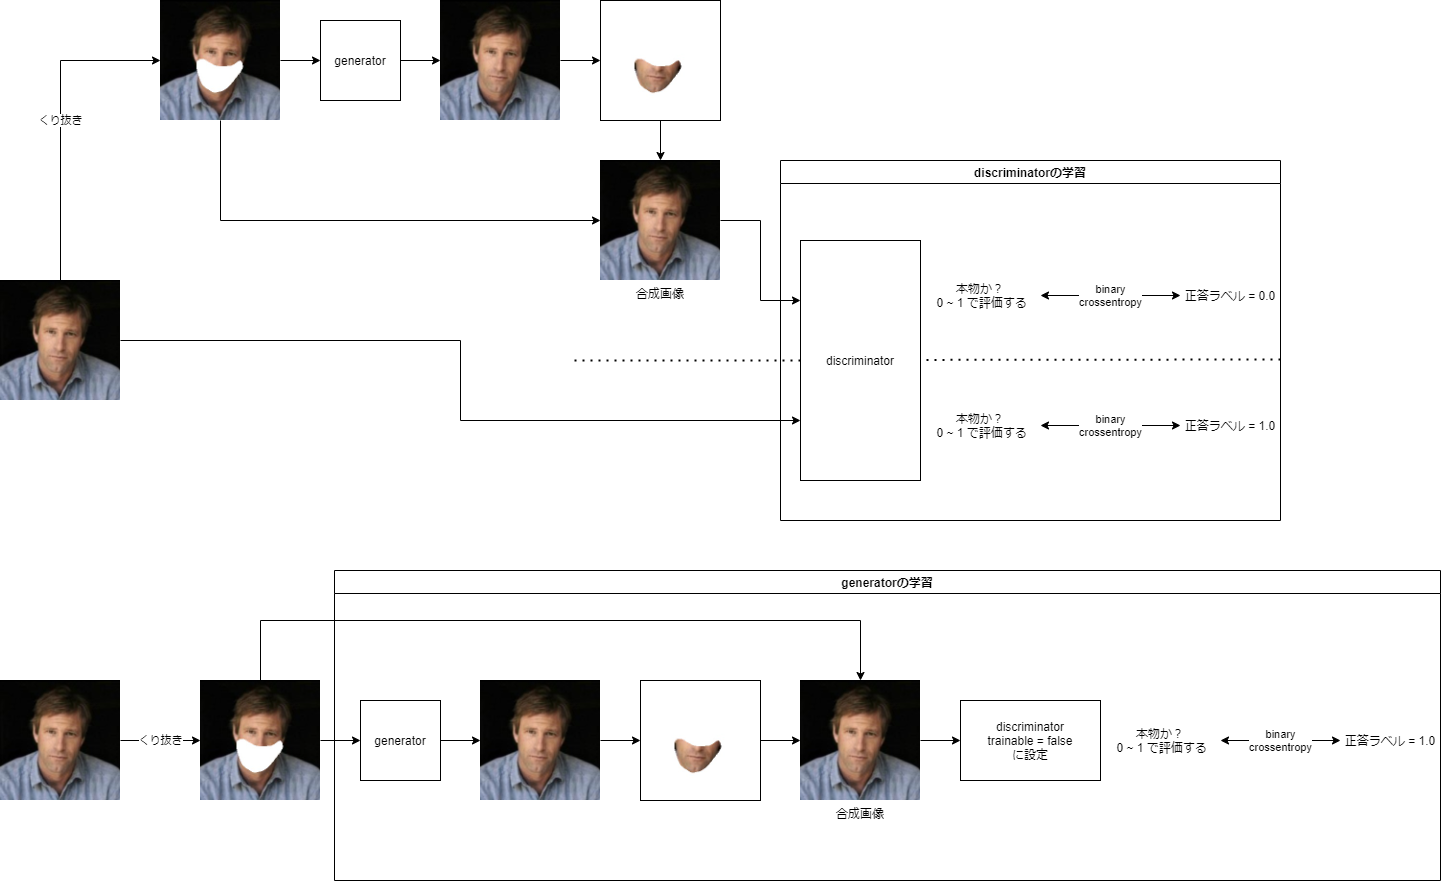 generator
くり抜き
discriminatorの学習
合成画像
本物か？
0 ~ 1 で評価する
binary
crossentropy
正答ラベル = 0.0
discriminator
本物か？
0 ~ 1 で評価する
binary
crossentropy
正答ラベル = 1.0
generatorの学習
くり抜き
generator
discriminator
trainable = false
に設定
本物か？
0 ~ 1 で評価する
binary
crossentropy
正答ラベル = 1.0
合成画像